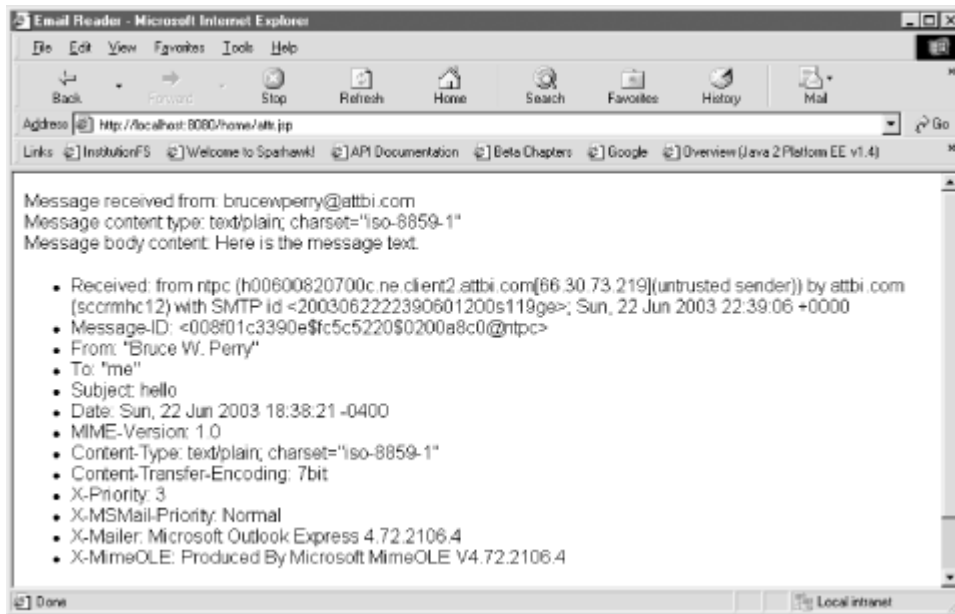 Email Reader - Microsoft Internet Explorer
File Edit View Favorites Tools Help
Back Forward Stop Refresh Home Search Favorites History Mail
Address http://localhost:8080/home/attr.jsp Go
Links InstitutionFS Welcome to Sparhawk! API Documentation Beta Chapters Google Overview (Java 2 Platform EE v1.4)
Message received from: brucewperry@attbi.com
Message content type: text/plain; charset="iso-8859-1"
Message body content: Here is the message text.
• Received: from ntpc (h00600820700c.ne.client2.attbi.com[66.30.73.219](untrusted sender)) by attbi.com
(sccrmhc12) with SMTP id <2003062222390601200s119ge>; Sun, 22 Jun 2003 22:39:06 +0000
• Message-ID: <008f01c3390e$fc5c5220$0200a8c0@ntpc>
• From: "Bruce W. Perry"
• To: "me"
• Subject: hello
• Date: Sun, 22 Jun 2003 18:38:21 -0400
• MIME-Version: 1.0
• Content-Type: text/plain; charset="iso-8859-1"
• Content-Transfer-Encoding: 7bit
• X-Priority: 3
• X-MSMail-Priority: Normal
• X-Mailer: Microsoft Outlook Express 4.72.2106.4
• X-MimeOLE: Produced By Microsoft MimeOLE V4.72.2106.4
Done Local intranet